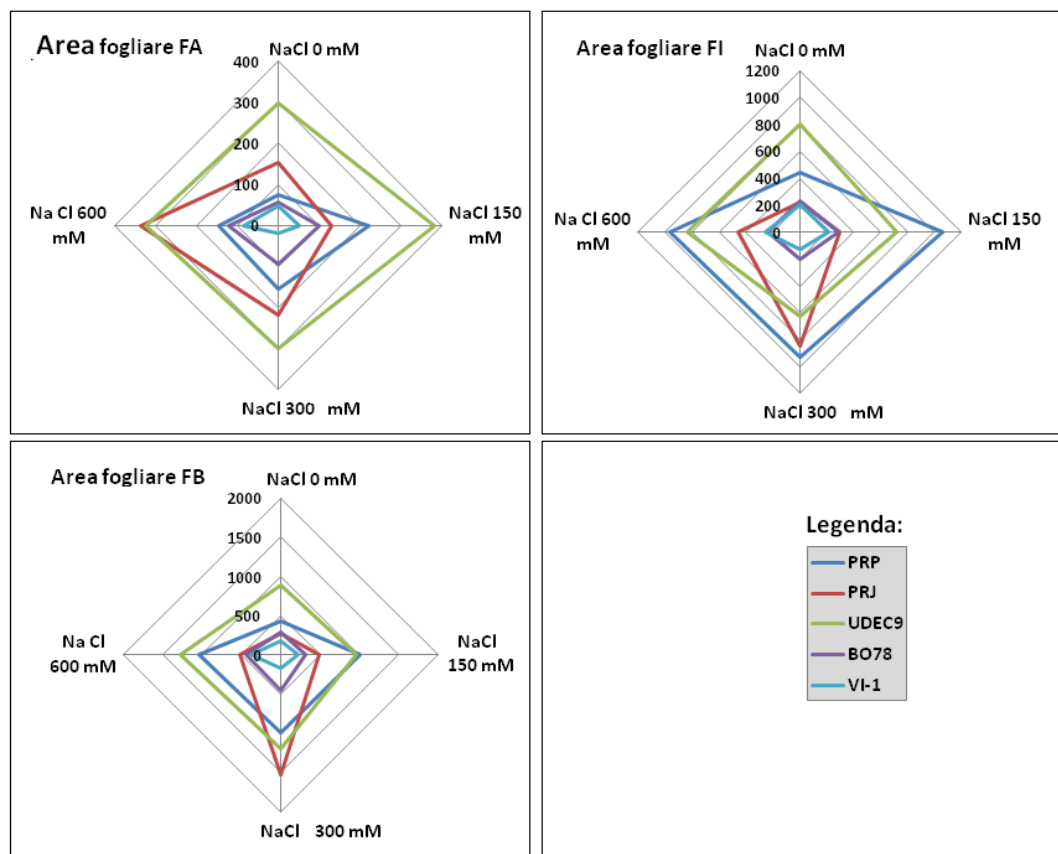 Area fogliare FA
NaCl 0 mM
400
300
200
100
0
Na Cl 600
mM
NaCl 150
mM
NaCl 300 mM
Area fogliare FI
NaCl 0 mM
1200
1000
800
600
400
200
0
Na Cl 600
mM
NaCl 150
mM
NaCl 300 mM
Area fogliare FB
NaCl 0 mM
2000
1500
1000
500
0
Na Cl
600 mM
NaCl
150 mM
NaCl 300 mM
Legenda:
PRP
PRJ
UDEC9
BO78
VI-1